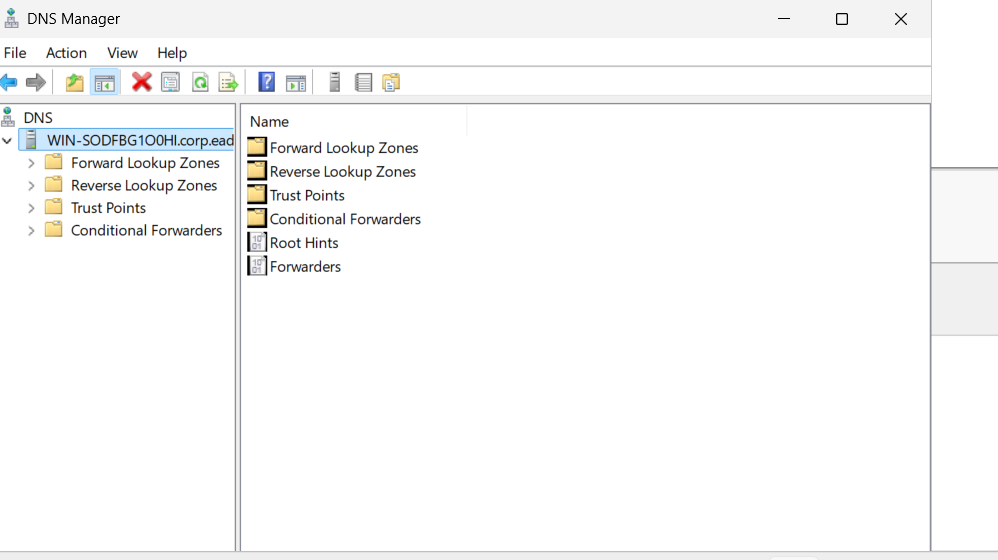 DNS Manager
File Action View Help
DNS
WIN-SODFBG1O0HI.corp.ead
Forward Lookup Zones
Reverse Lookup Zones
Trust Points
Conditional Forwarders
Name
Forward Lookup Zones
Reverse Lookup Zones
Trust Points
Conditional Forwarders
Root Hints
Forwarders